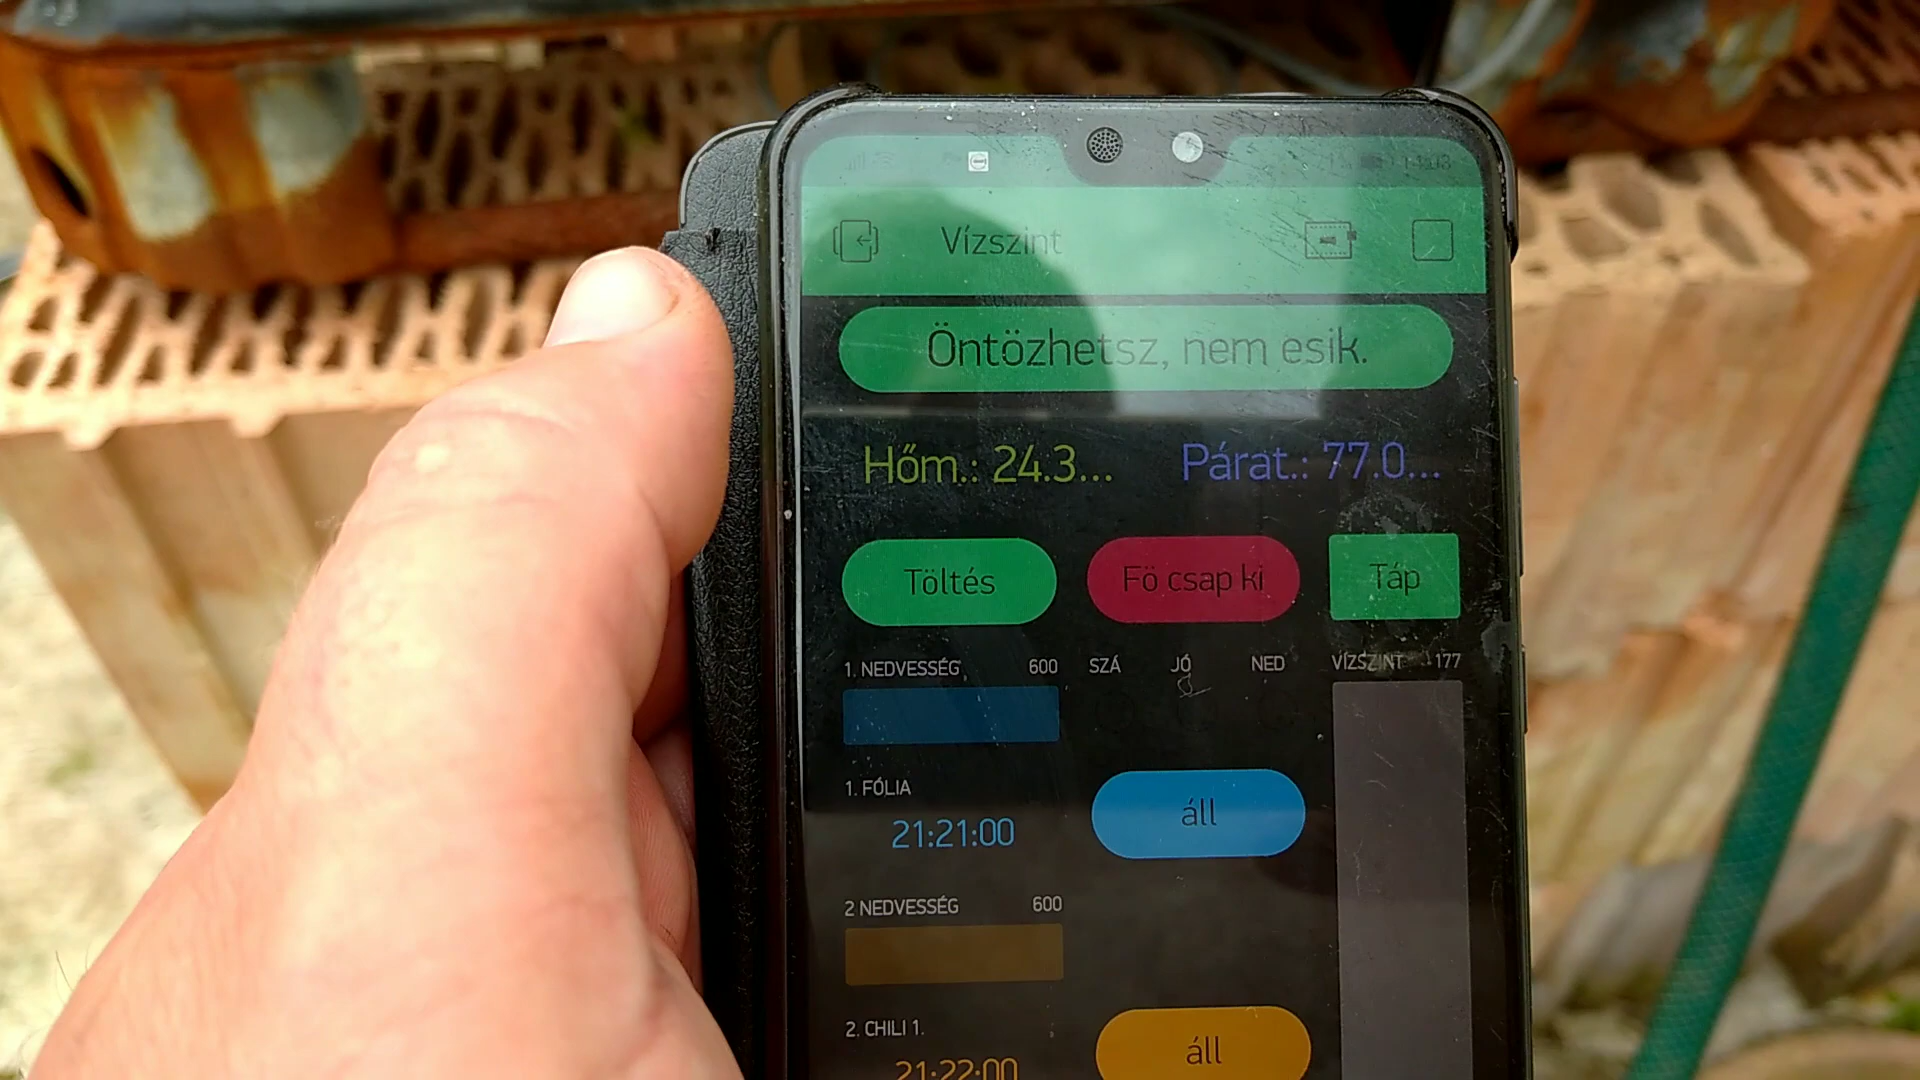 Vízszint
Öntözhetsz, nem esik.
Hőm.: 24.3... Párat.: 77.0...
Töltés Fö csap ki Táp
1. NEDVESSÉG 600 SZÁ JÓ NED VÍZSZINT -177
1. FÓLIA
21:21:00 áll
2 NEDVESSÉG 600
2. CHILI 1.
21:22:00 áll